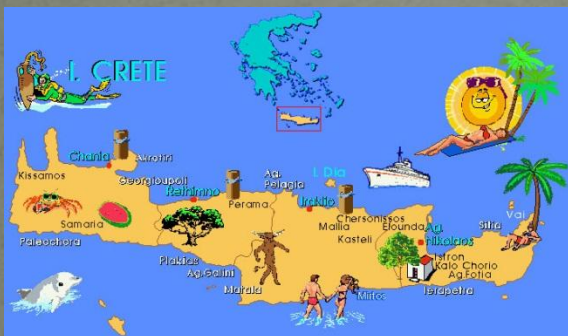 I. CRETE
Chania
Akrotiri
Kissamos
Georgioupoli
Rethimno
Ag.
Pelagia
I. Dia
Perama
Iraklio
Chersonissos
Mallia
Elounda
Ag.
Nikolaos
Sitia
Vai
Samaria
Kasteli
Paleochora
Plakias
Ag.Galini
Matala
Mirtos
Istron
Kalo Chorio
Ag.Fotia
Ierapetra